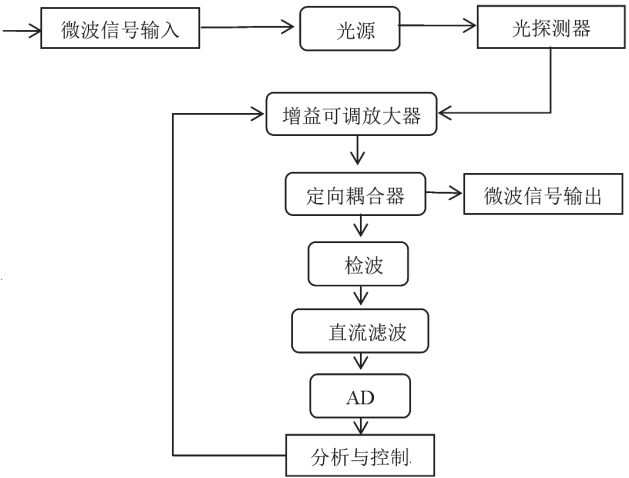 微波信号输入
光源
光探测器
增益可调放大器
定向耦合器
微波信号输出
检波
直流滤波
AD
分析与控制